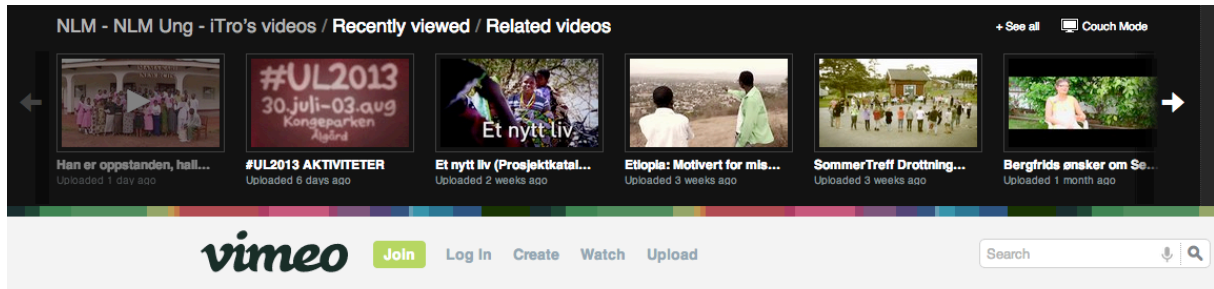 NLM - NLM Ung - iTro's videos / Recently viewed / Related videos
+ See all Couch Mode
#UL2013
30.juli-03.aug
Kongeparken
Ålgård
Et nytt liv
Han er oppstanden, hall...
Uploaded 1 day ago
#UL2013 AKTIVITETER
Uploaded 6 days ago
Et nytt liv (Prosjektkatal...
Uploaded 2 weeks ago
Etiopia: Motivert for mis...
Uploaded 3 weeks ago
SommerTreff Drottning...
Uploaded 3 weeks ago
Bergfrids ønsker om Se...
Uploaded 1 month ago
vimeo Join Log In Create Watch Upload Search